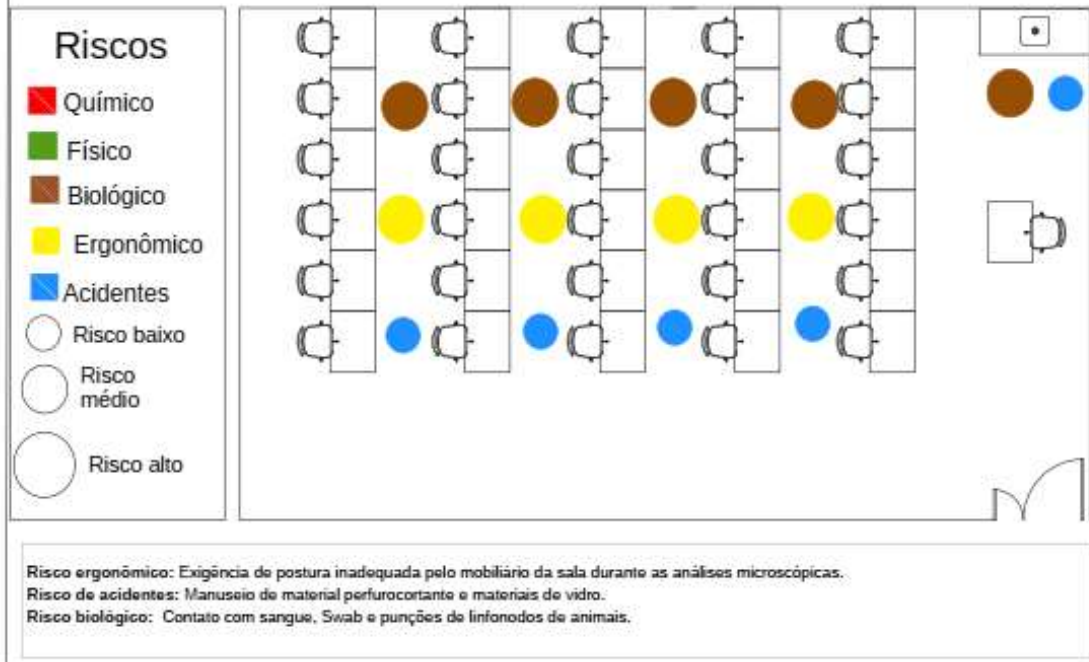 Riscos
Químico
Físico
Biológico
Ergonômico
Acidentes
Risco baixo
Risco
médio
Risco alto
Risco ergonômico: Exigência de postura inadequada pelo mobiliário da sala durante as análises microscópicas.
Risco de acidentes: Manuseio de material perfurocortante e materiais de vidro.
Risco biológico: Contato com sangue, Swab e punções de linfonodos de animais.